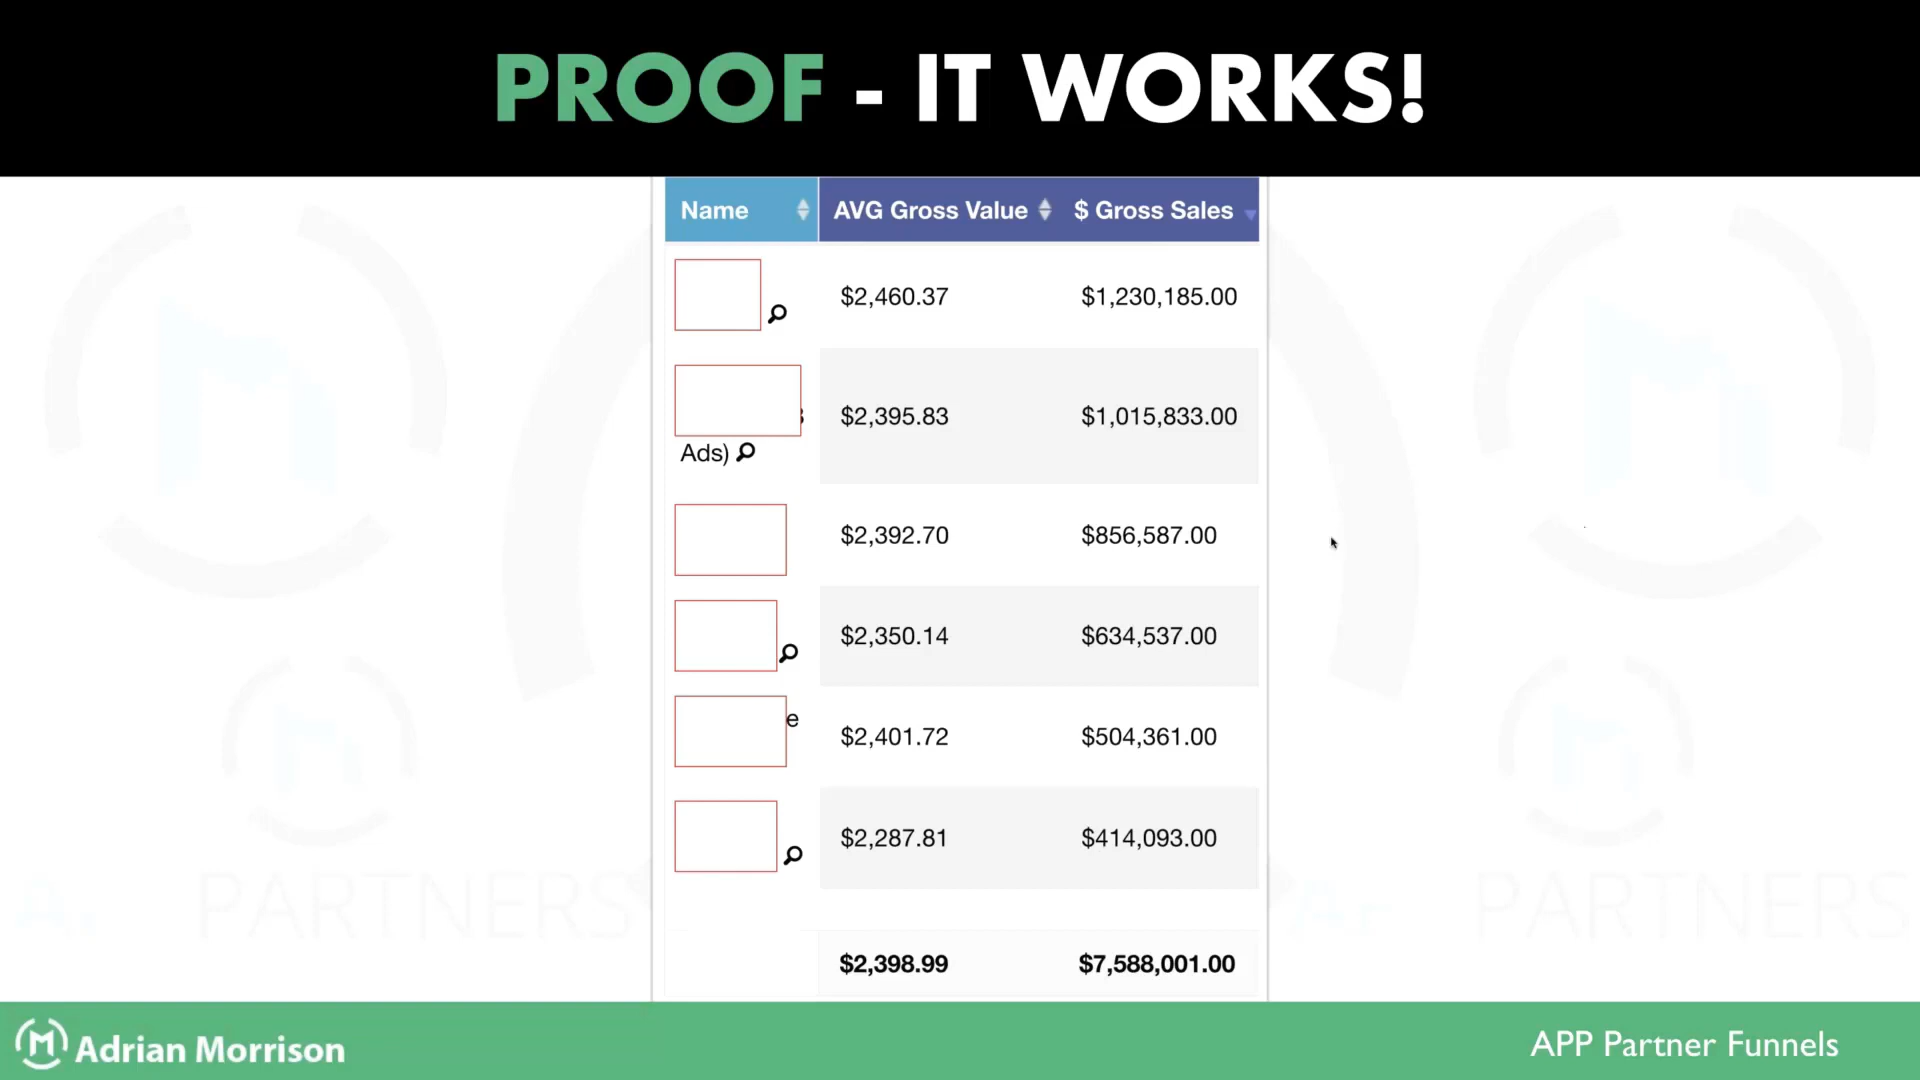 PROOF - IT WORKS!
Name AVG Gross Value $ Gross Sales
$2,460.37 $1,230,185.00
$2,395.83 $1,015,833.00
Ads)
$2,392.70 $856,587.00
$2,350.14 $634,537.00
e
$2,401.72 $504,361.00
$2,287.81 $414,093.00
PARTNERS PARTNERS
$2,398.99 $7,588,001.00
Adrian Morrison APP Partner Funnels